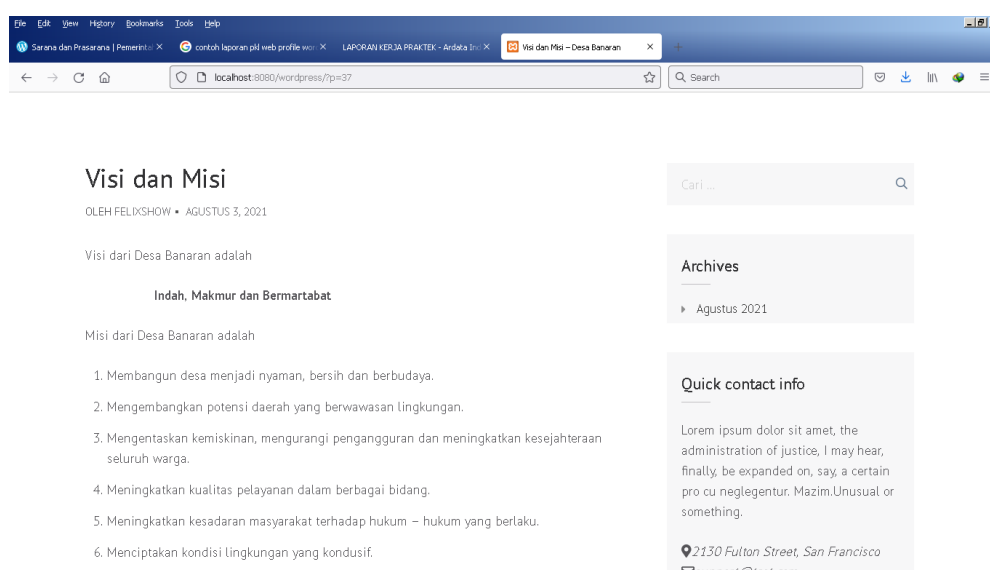 File Edit View History Bookmarks Tools Help
Sarana dan Prasarana | Pemerintal
contoh laporan pkl web profile wor
LAPORAN KERJA PRAKTEK - Ardata In
Visi dan Misi – Desa Banaran
localhost:8080/wordpress/?p=37
Search
Visi dan Misi
OLEH FELIXSHOW • AGUSTUS 3, 2021
Visi dari Desa Banaran adalah
Indah, Makmur dan Bermartabat
Misi dari Desa Banaran adalah
1. Membangun desa menjadi nyaman, bersih dan berbudaya.
2. Mengembangkan potensi daerah yang berwawasan lingkungan.
3. Mengentaskan kemiskinan, mengurangi pengangguran dan meningkatkan kesejahteraan
seluruh warga.
4. Meningkatkan kualitas pelayanan dalam berbagai bidang.
5. Meningkatkan kesadaran masyarakat terhadap hukum – hukum yang berlaku.
6. Menciptakan kondisi lingkungan yang kondusif.
Cari …
Archives
Agustus 2021
Quick contact info
Lorem ipsum dolor sit amet, the
administration of justice, I may hear,
finally, be expanded on, say, a certain
pro cu neglegentur. Mazim.Unusual or
something.
2130 Fulton Street, San Francisco